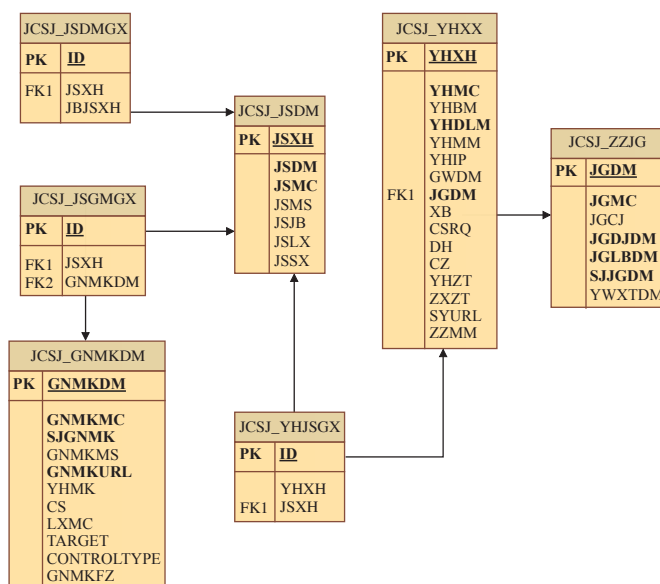 JCSJ_JSDMGX
PK ID
FK1 JSXH
JBJSXH
JCSJ_JSGMGX
PK ID
FK1 JSXH
FK2 GNMKDM
JCSJ_GNMKDM
PK GNMKDM
GNMKMC
SJGNMK
GNMKMS
GNMKURL
YHMK
CS
LXMC
TARGET
CONTROLTYPE
GNMKFZ
JCSJ_JSDM
PK JSXH
JSDM
JSMC
JSMS
JSJB
JSLX
JSSX
JCSJ_YHJSGX
PK ID
YHXH
FK1 JSXH
JCSJ_YHXX
PK YHXH
YHMC
YHBM
YHDLM
YHMM
YHIP
GWDM
FK1 JGDM
XB
CSRQ
DH
CZ
YHZT
ZXZT
SYURL
ZZMM
JCSJ_ZZJG
PK JGDM
JGMC
JGCJ
JGDJDM
JGLBDM
SJJGDM
YWXTDM